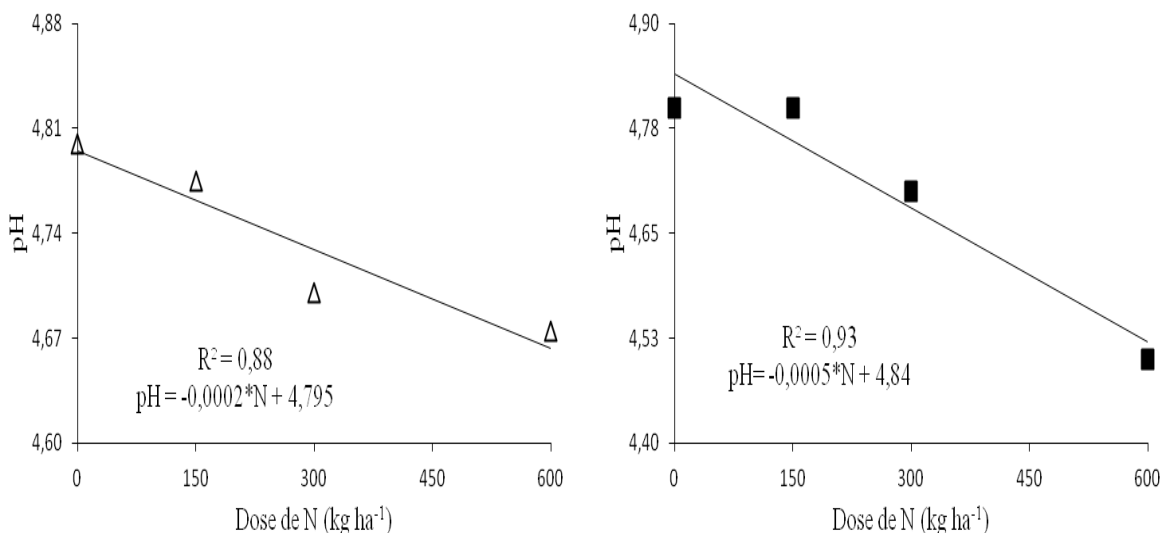 4,88
4,81
4,74
4,67
4,60
pH
R² = 0,88
pH = -0,0002*N + 4,795
0 150 300 450 600
Dose de N (kg ha⁻¹)
4,90
4,78
4,65
4,53
4,40
pH
R² = 0,93
pH= -0,0005*N + 4,84
0 150 300 450 600
Dose de N (kg ha⁻¹)